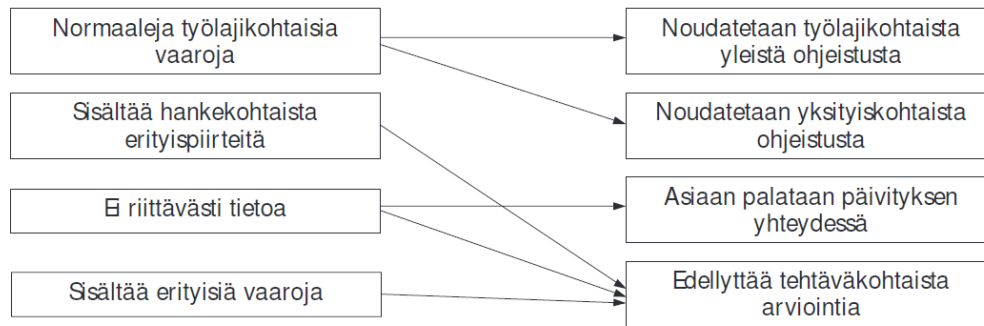 Normaaleja työlajikohtaisia
vaaroja
Noudatetaan työlajikohtaista
yleistä ohjeistusta
Sisältää hankekohtaista
erityispiirteitä
Noudatetaan yksityiskohtaista
ohjeistusta
Ei riittävästi tietoa
Asiaan palataan päivityksen
yhteydessä
Sisältää erityisiä vaaroja
Edellyttää tehtäväkohtaista
arviointia